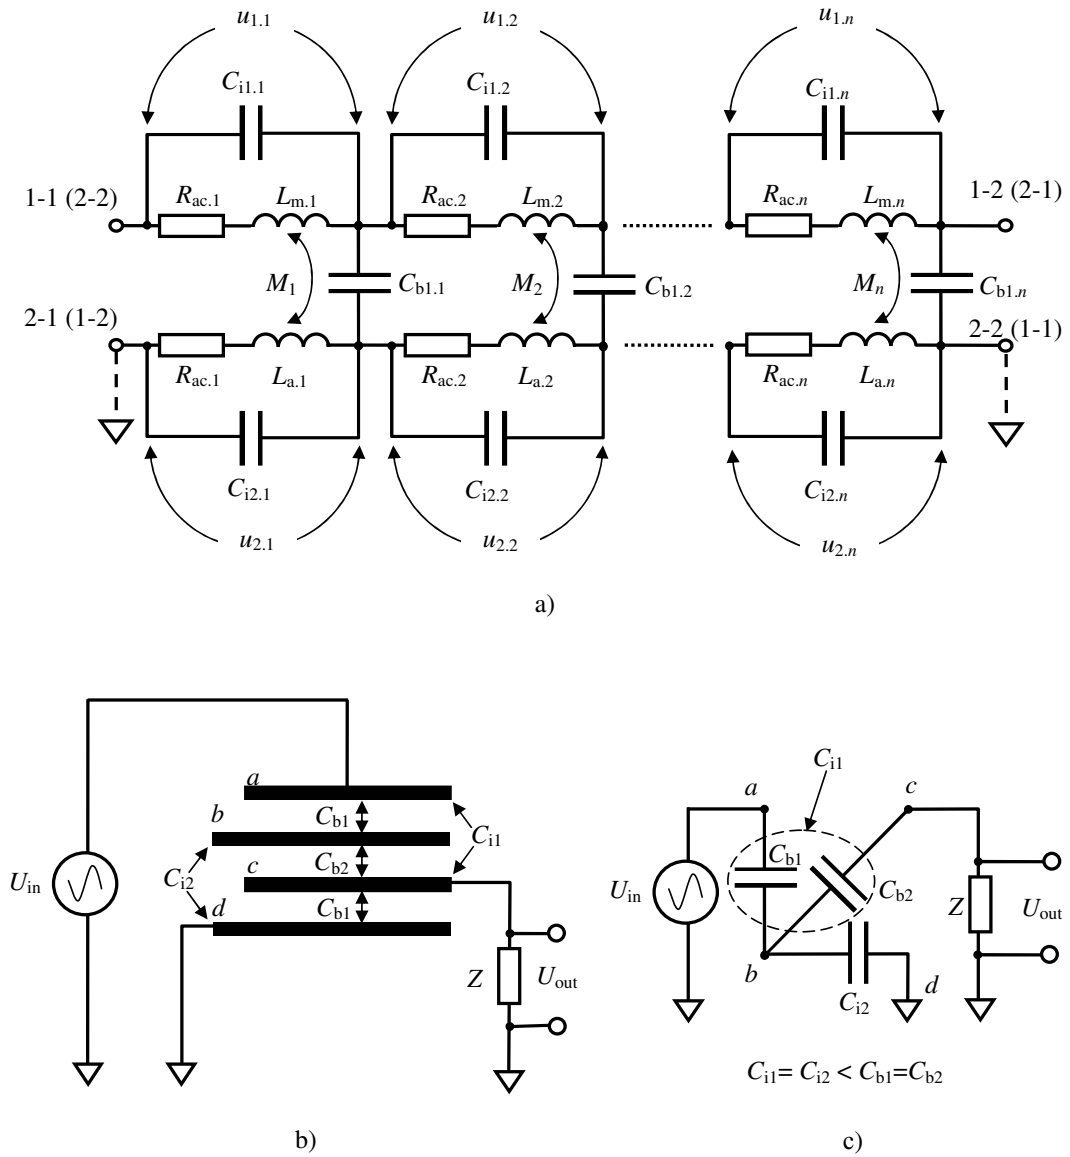 u1.1 u1.2 u1.n
Ci1.1 Ci1.2 Ci1.n
1-1 (2-2) Rac.1 Lm.1 Rac.2 Lm.2 Rac.n Lm.n 1-2 (2-1)
M1 Cb1.1 M2 Cb1.2 Mn Cb1.n
2-1 (1-2) 2-2 (1-1)
Rac.1 La.1 Rac.2 La.2 Rac.n La.n
Ci2.1 Ci2.2 Ci2.n
u2.1 u2.2 u2.n
a)
a
b
c
d
Cb1
Cb2
Cb1
Ci1
Ci2
Uin
Z
Uout
b)
Ci1
a
c
Cb1
Cb2
Uin
Z
Uout
b
d
Ci2
Ci1= Ci2 < Cb1=Cb2
c)